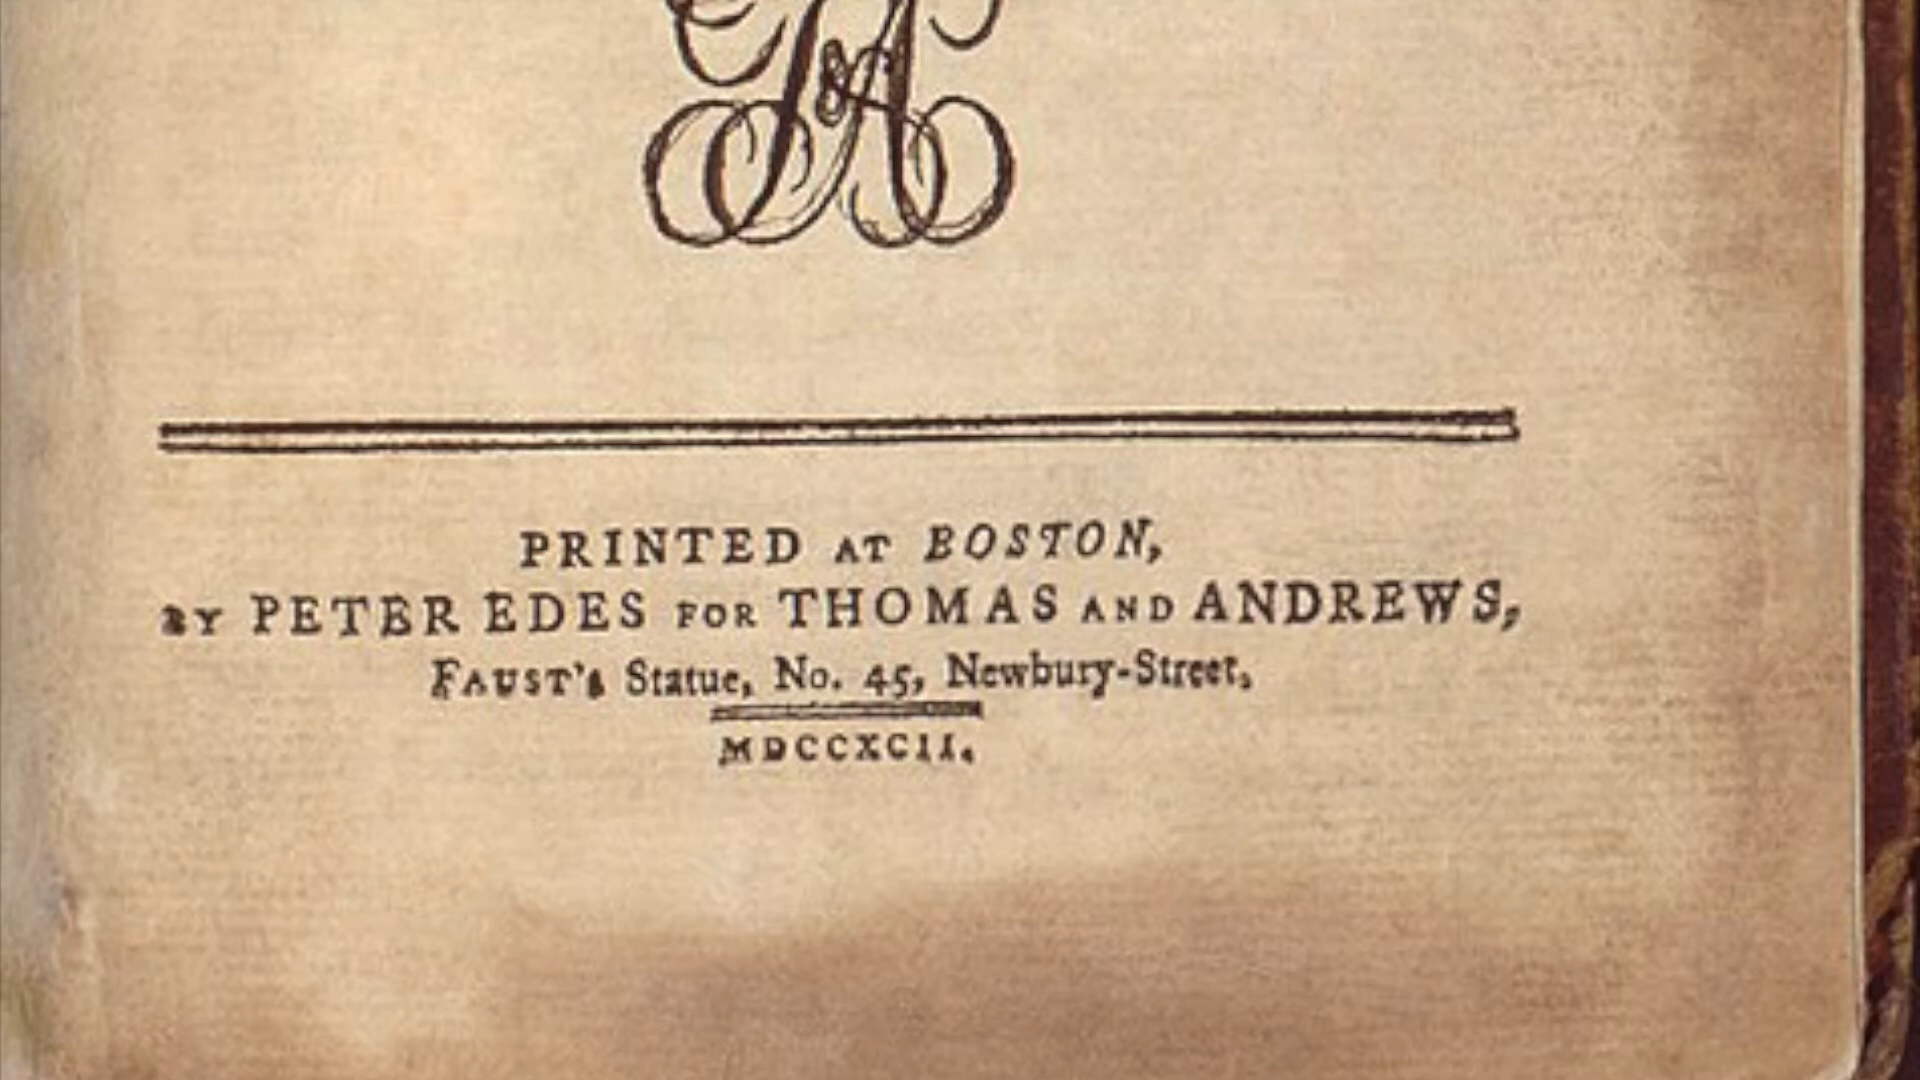 T&A
PRINTED AT BOSTON,
BY PETER EDES FOR THOMAS AND ANDREWS,
FAUST'S Statue, No. 45, Newbury-Street,
MDCCXCII.